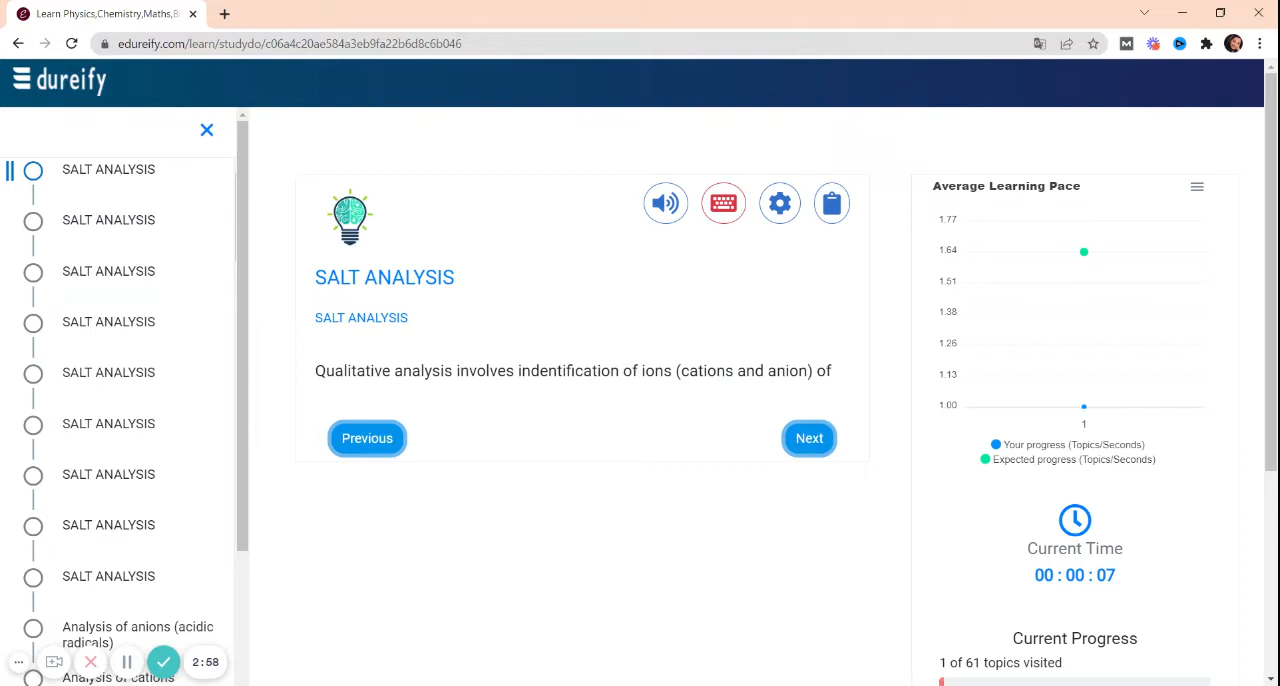 Learn Physics,Chemistry,Maths,B
edureify.com/learn/studydo/c06a4c20ae584a3eb9fa22b6d8c6b046
dureify
SALT ANALYSIS
SALT ANALYSIS
SALT ANALYSIS
SALT ANALYSIS
SALT ANALYSIS
SALT ANALYSIS
SALT ANALYSIS
SALT ANALYSIS
SALT ANALYSIS
Analysis of anions (acidic
radicals)
Analysis of cations
2:58
SALT ANALYSIS
SALT ANALYSIS
Qualitative analysis involves indentification of ions (cations and anion) of
Previous
Next
Average Learning Pace
1.77
1.64
1.51
1.38
1.26
1.13
1.00
1
Your progress (Topics/Seconds)
Expected progress (Topics/Seconds)
Current Time
00 : 00 : 07
Current Progress
1 of 61 topics visited